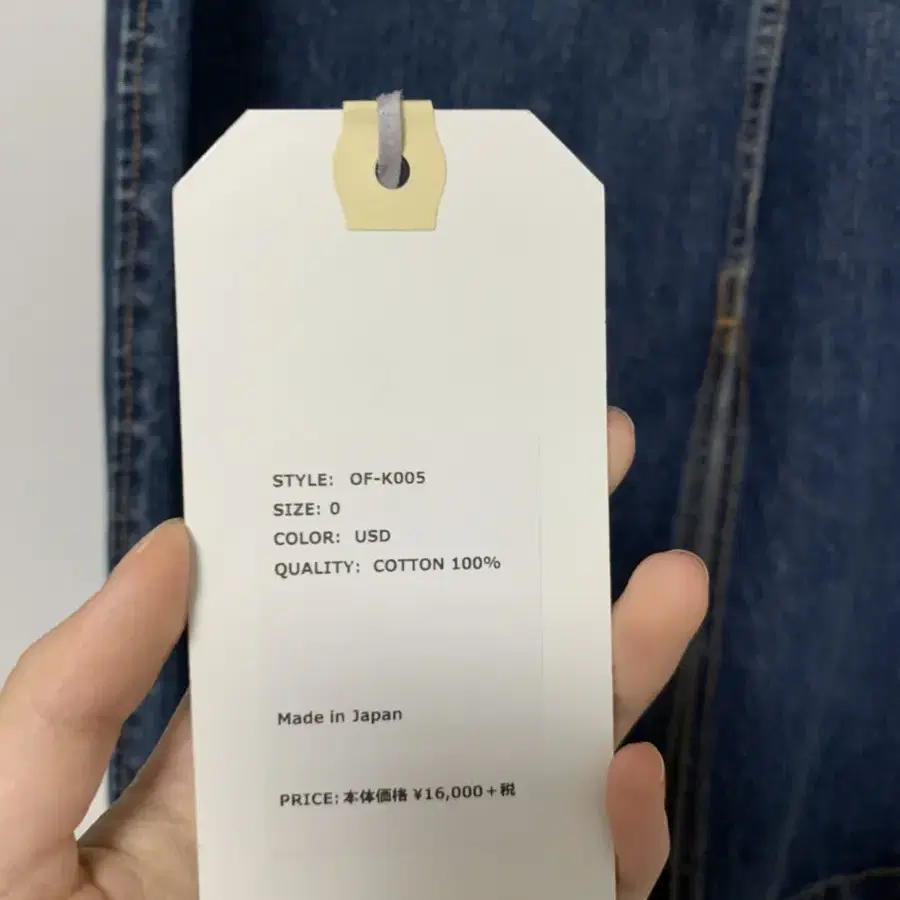 STYLE: OF-K005
SIZE: 0
COLOR: USD
QUALITY: COTTON 100%
Made in Japan
PRICE: 本体価格 ¥16,000+税